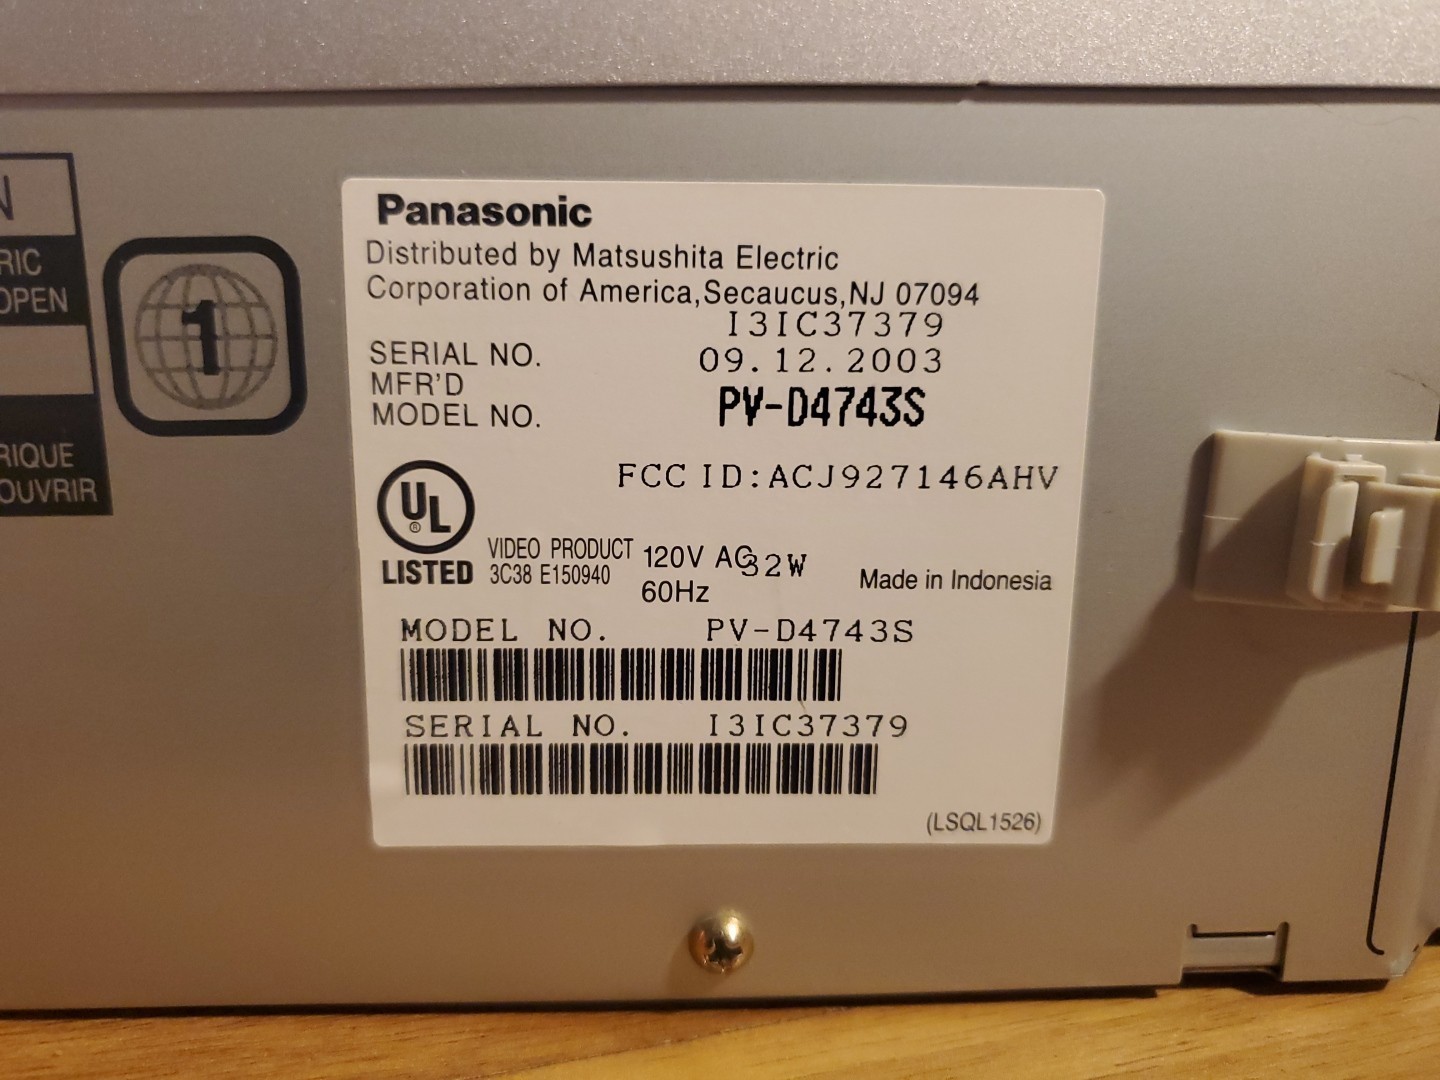 N
RIC
OPEN
RIQUE
OUVRIR
1
Panasonic
Distributed by Matsushita Electric
Corporation of America,Secaucus,NJ 07094
I3IC37379
SERIAL NO.
09.12.2003
MFR'D
MODEL NO. PV-D4743S
FCC ID:ACJ927146AHV
UL
®
LISTED
VIDEO PRODUCT
3C38 E150940
120V AC 32W
60Hz
Made in Indonesia
MODEL NO. PV-D4743S
SERIAL NO. I3IC37379
(LSQL1526)